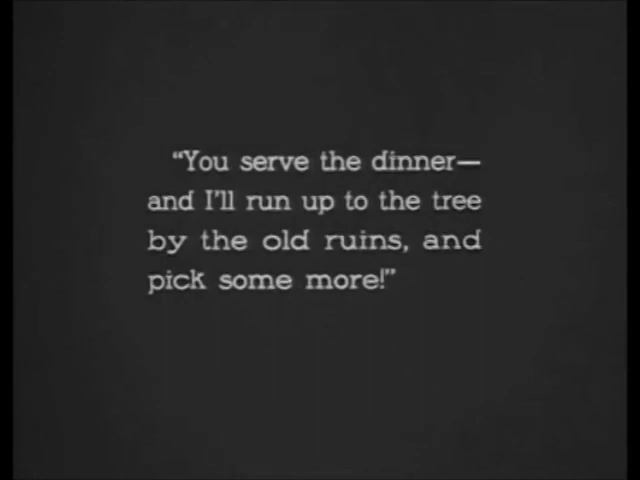 “You serve the dinner—
and I’ll run up to the tree
by the old ruins, and
pick some more!”